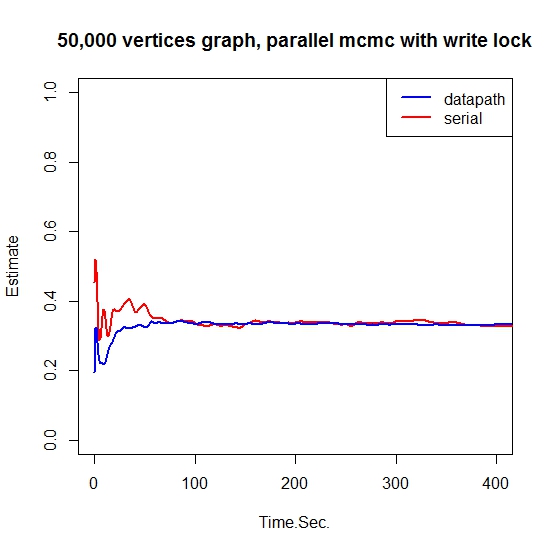 50,000 vertices graph, parallel mcmc with write lock
datapath
serial
Estimate
1.0
0.8
0.6
0.4
0.2
0.0
0 100 200 300 400
Time.Sec.